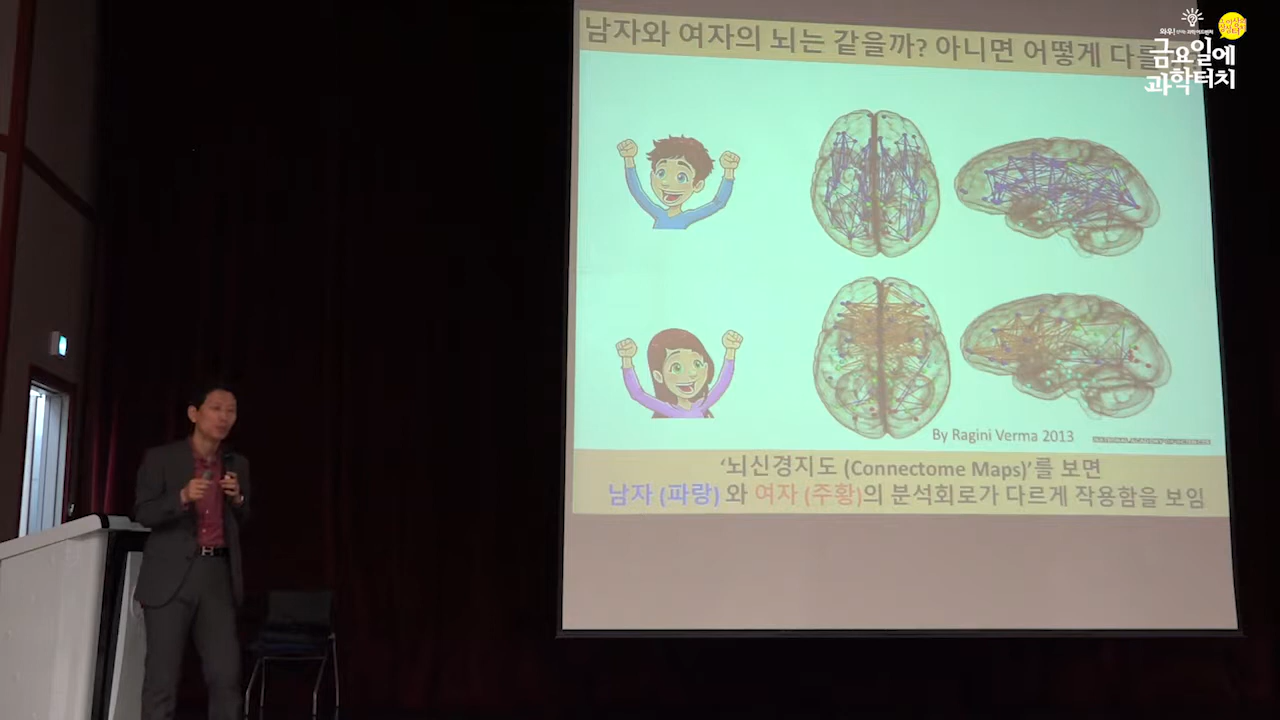 남자와 여자의 뇌는 같을까? 아니면 어떻게 다를
금요일에
과학터치
By Ragini Verma 2013
‘뇌신경지도 (Connectome Maps)’를 보면
남자 (파랑) 와 여자 (주황)의 분석회로가 다르게 작용함을 보임